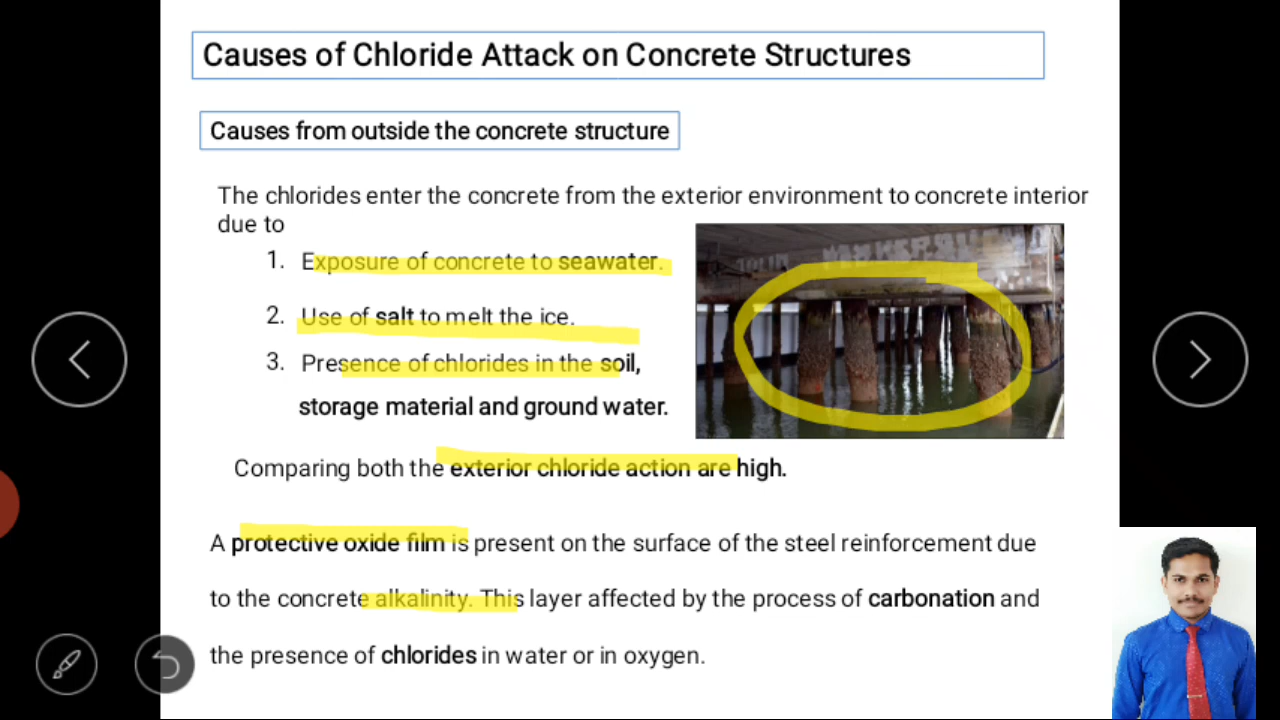 Causes of Chloride Attack on Concrete Structures
Causes from outside the concrete structure
The chlorides enter the concrete from the exterior environment to concrete interior
due to
1. Exposure of concrete to seawater.
2. Use of salt to melt the ice.
3. Presence of chlorides in the soil,
storage material and ground water.
Comparing both the exterior chloride action are high.
A protective oxide film is present on the surface of the steel reinforcement due
to the concrete alkalinity. This layer affected by the process of carbonation and
the presence of chlorides in water or in oxygen.